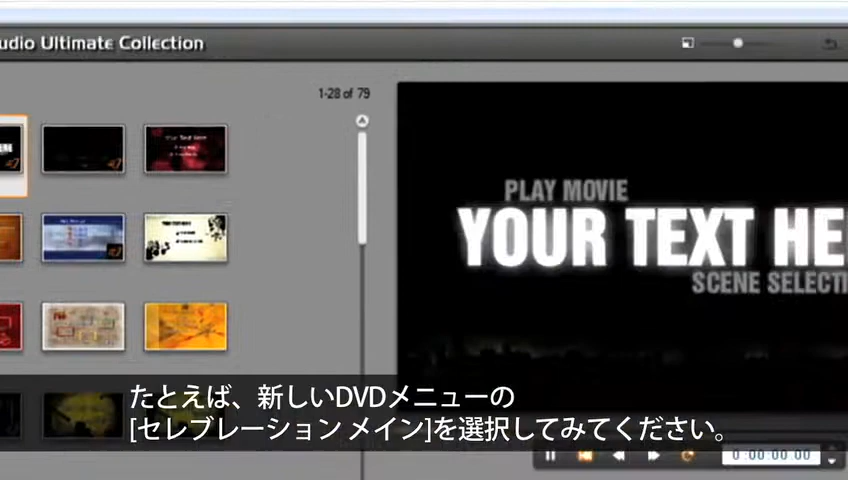 udio Ultimate Collection
1-28 of 79
PLAY MOVIE
YOUR TEXT HE
SCENE SELECTI
たとえば、新しいDVDメニューの
[セレブレーション メイン]を選択してみてください。
0:00:00.00